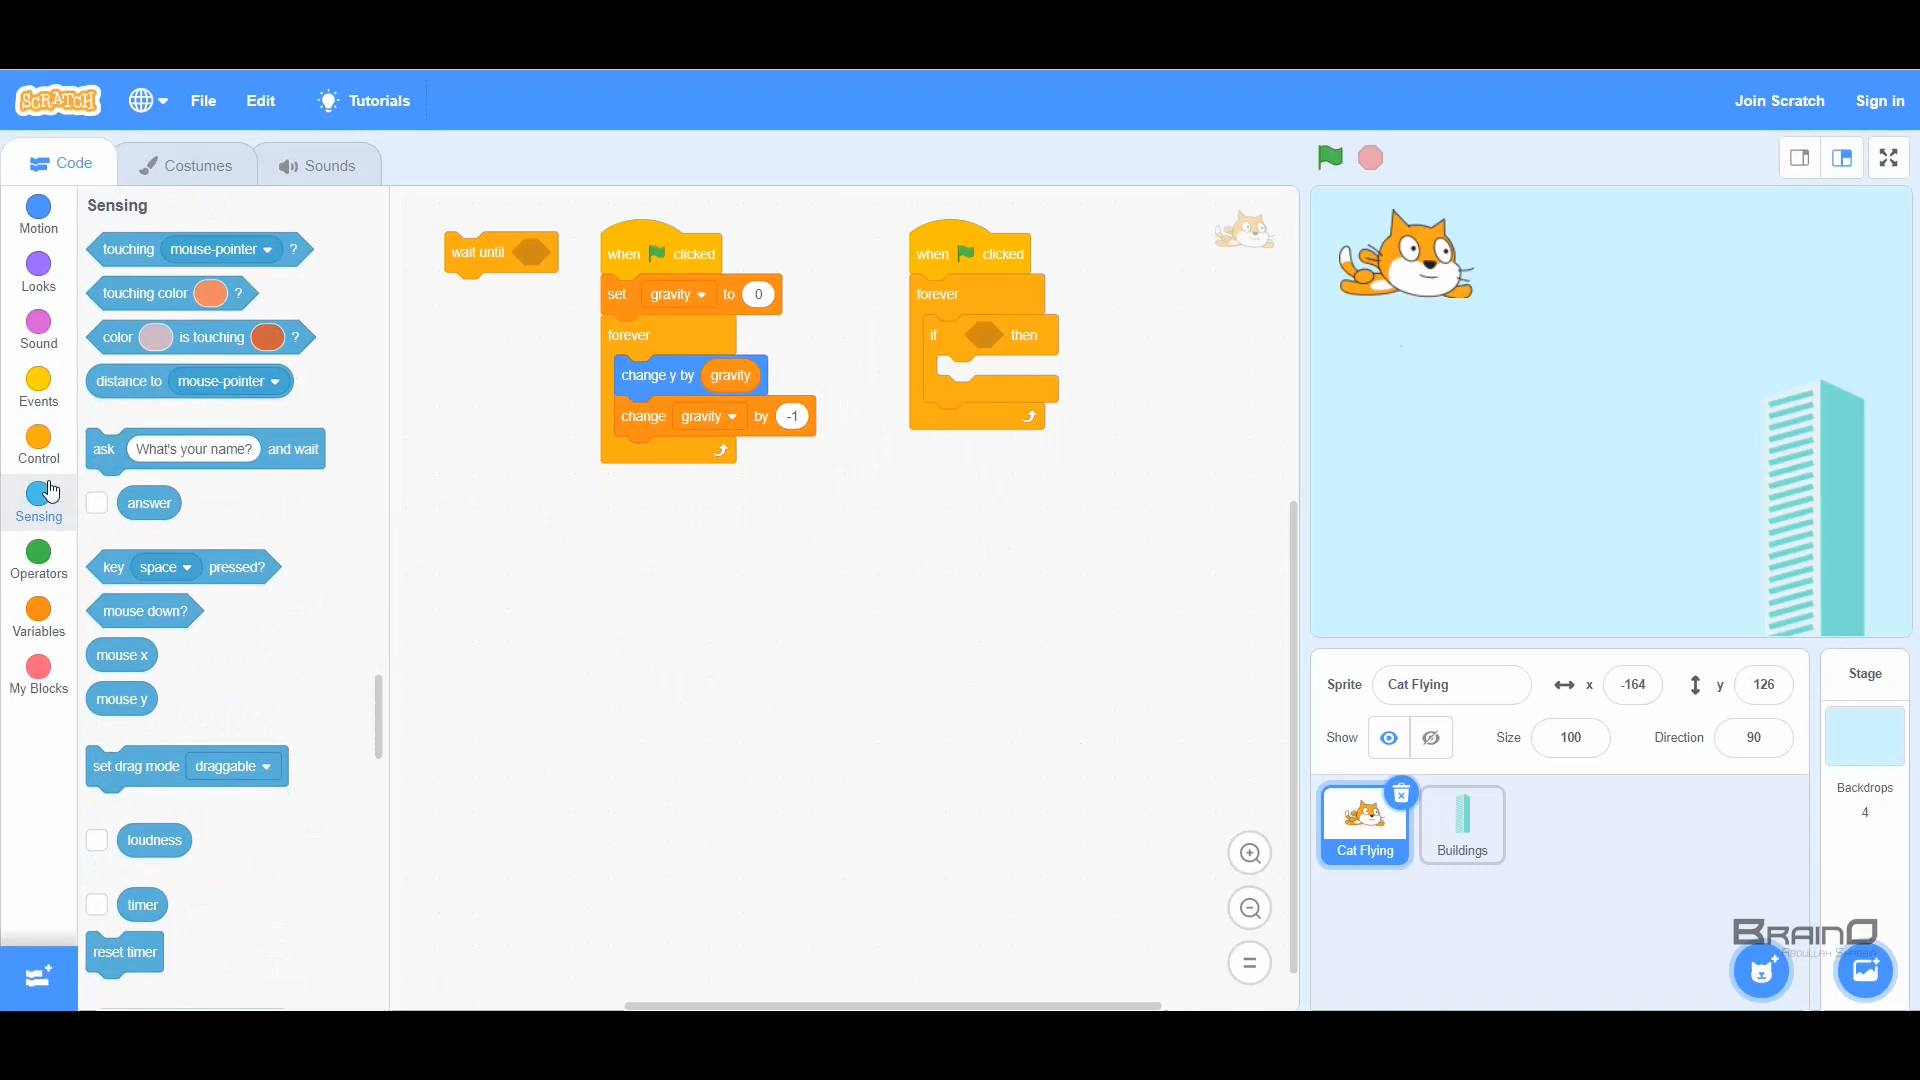 SCRATCH File Edit Tutorials Join Scratch Sign in
Code Costumes Sounds
Motion
Looks
Sound
Events
Control
Sensing
Operators
Variables
My Blocks
Sensing
touching mouse-pointer ?
touching color ?
color is touching ?
distance to mouse-pointer
ask What's your name? and wait
answer
key space pressed?
mouse down?
mouse x
mouse y
set drag mode draggable
loudness
timer
reset timer
wait until
when clicked
set gravity to 0
forever
change y by gravity
change gravity by -1
when clicked
forever
if then
Sprite Cat Flying x -164 y 126
Show Size 100 Direction 90
Cat Flying
Buildings
Stage
Backdrops
4
BRAINO